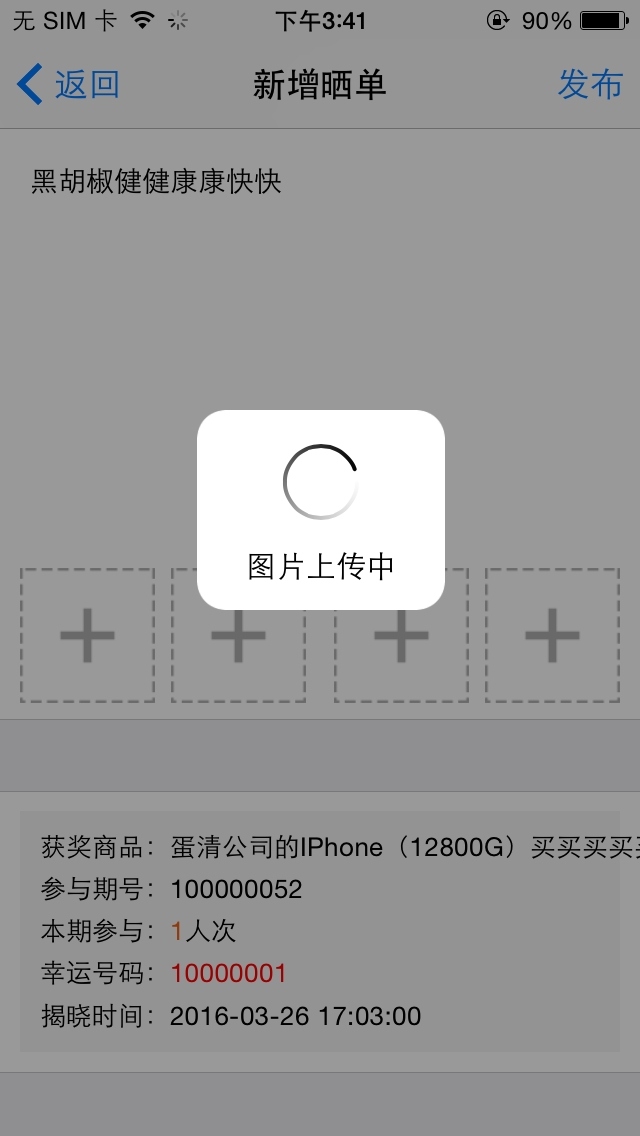 无 SIM 卡 下午3:41 90%
返回 新增晒单 发布
黑胡椒健健康康快快
图片上传中
获奖商品：蛋清公司的IPhone（12800G）买买买买
参与期号：100000052
本期参与：1人次
幸运号码：10000001
揭晓时间：2016-03-26 17:03:00